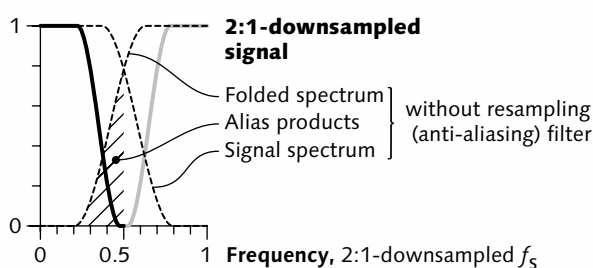 1
2:1-downsampled
signal
Folded spectrum
Alias products
Signal spectrum
without resampling
(anti-aliasing) filter
0
0 0.5 1
Frequency, 2:1-downsampled fS